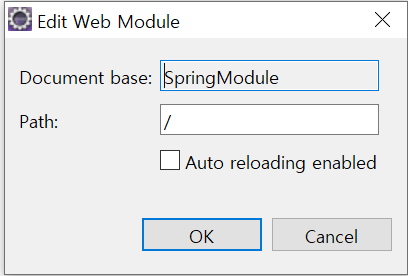 Edit Web Module
Document base: SpringModule
Path: /
Auto reloading enabled
OK Cancel